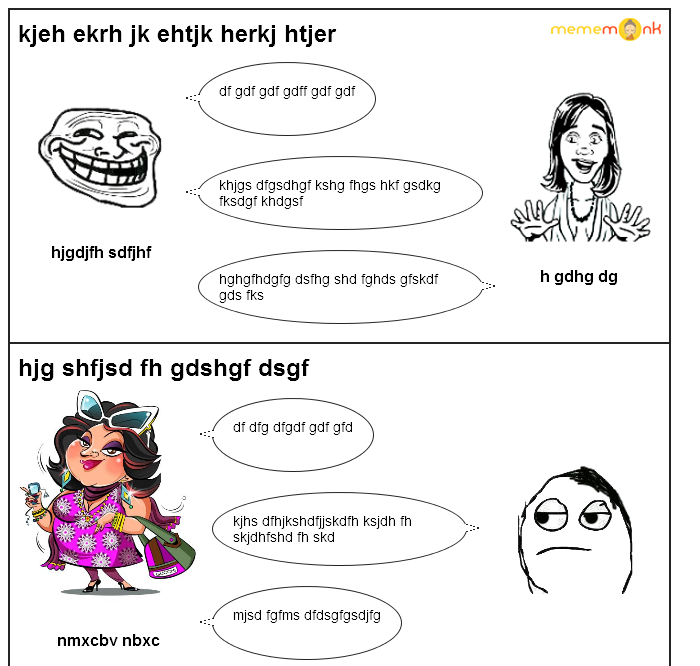 kjeh ekrh jk ehtjk herkj htjer
mememonk
df gdf gdf gdff gdf gdf
khjgs dfgsdhgf kshg fhgs hkf gsdkg
fksdgf khdgsf
hjgdjfh sdfjhf
hghgfhdgfg dsfhg shd fghds gfskdf
gds fks
h gdhg dg
hjg shfjsd fh gdshgf dsgf
df dfg dfgdf gdf gfd
kjhs dfhjkshdfjjskdfh ksjdh fh
skjdhfshd fh skd
mjsd fgfms dfdsgfgsdjfg
nmxcbv nbxc